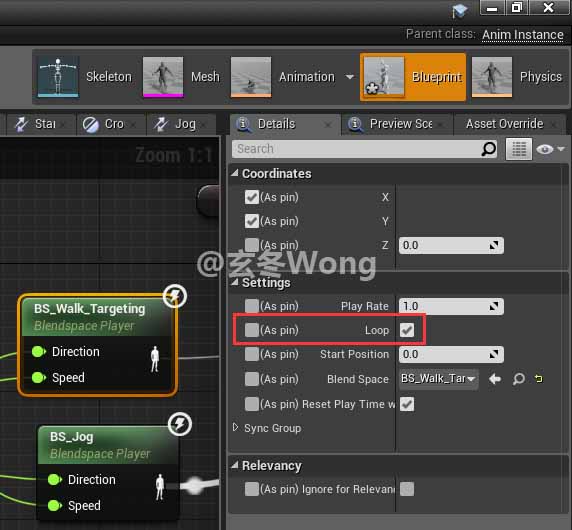 Parent class: Anim Instance
Skeleton Mesh Animation Blueprint Physics
Star Cro Jog Details Preview Sce Asset Override
Zoom 1:1
Search
Coordinates
(As pin) X
(As pin) Y
(As pin) Z 0.0
@玄冬Wong
Settings
BS_Walk_Targeting
Blendspace Player
Direction
Speed
(As pin) Play Rate 1.0
(As pin) Loop
(As pin) Start Position 0.0
(As pin) Blend Space BS_Walk_Tar
(As pin) Reset Play Time w
Sync Group
BS_Jog
Blendspace Player
Direction
Speed
Relevancy
(As pin) Ignore for Relevanc